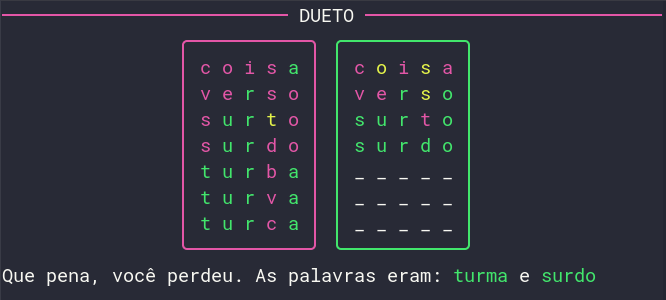 DUETO
c o i s a c o i s a
v e r s o v e r s o
s u r t o s u r t o
s u r d o s u r d o
t u r b a _ _ _ _ _
t u r v a _ _ _ _ _
t u r c a _ _ _ _ _
Que pena, você perdeu. As palavras eram: turma e surdo